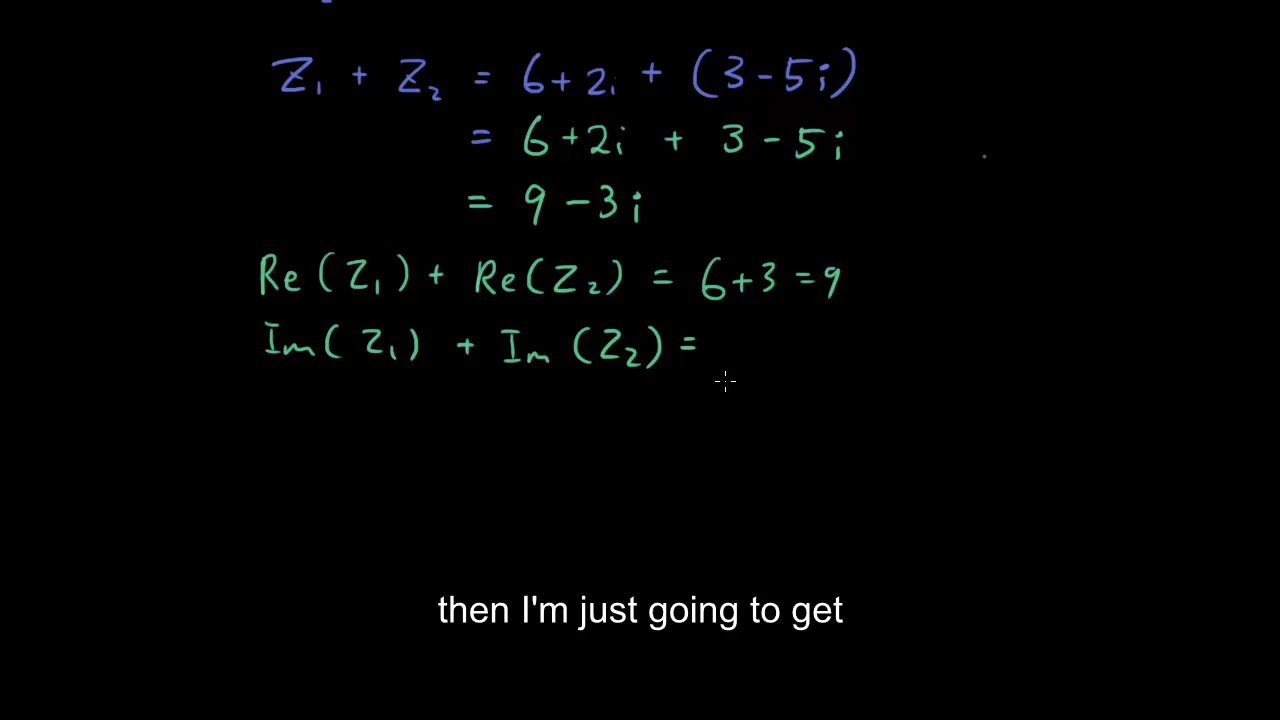 Z₁ + Z₂ = 6+2i + (3-5i)
= 6+2i + 3-5i
= 9-3i
Re(Z₁) + Re(Z₂) = 6+3=9
Im(Z₁) + Im(Z₂) =
then I'm just going to get